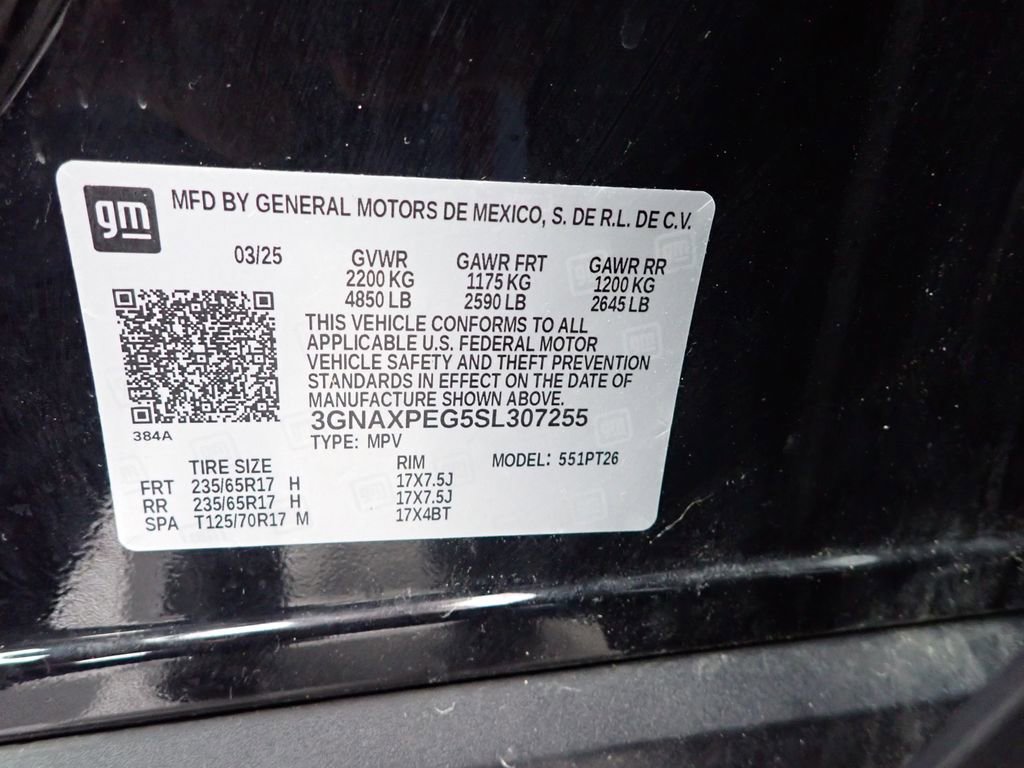 gm
MFD BY GENERAL MOTORS DE MEXICO, S. DE R.L. DE C.V.
03/25 GVWR GAWR FRT GAWR RR
2200 KG 1175 KG 1200 KG
4850 LB 2590 LB 2645 LB
THIS VEHICLE CONFORMS TO ALL
APPLICABLE U.S. FEDERAL MOTOR
VEHICLE SAFETY AND THEFT PREVENTION
STANDARDS IN EFFECT ON THE DATE OF
MANUFACTURE SHOWN ABOVE.
3GNAXPEG5SL307255
384A
TYPE: MPV
TIRE SIZE RIM MODEL: 551PT26
FRT 235/65R17 H 17X7.5J
RR 235/65R17 H 17X7.5J
SPA T125/70R17 M 17X4BT